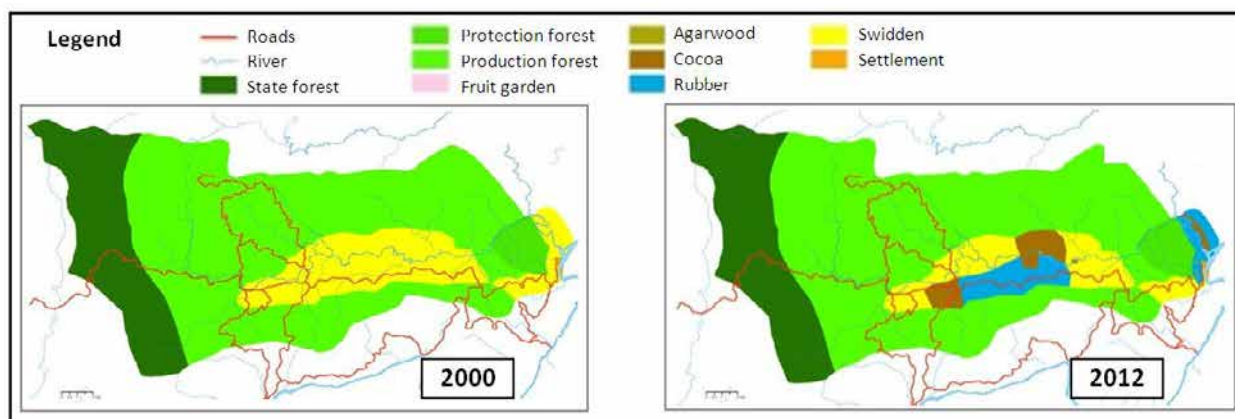 Legend
Roads
River
State forest
Protection forest
Production forest
Fruit garden
Agarwood
Cocoa
Rubber
Swidden
Settlement
2000
2012